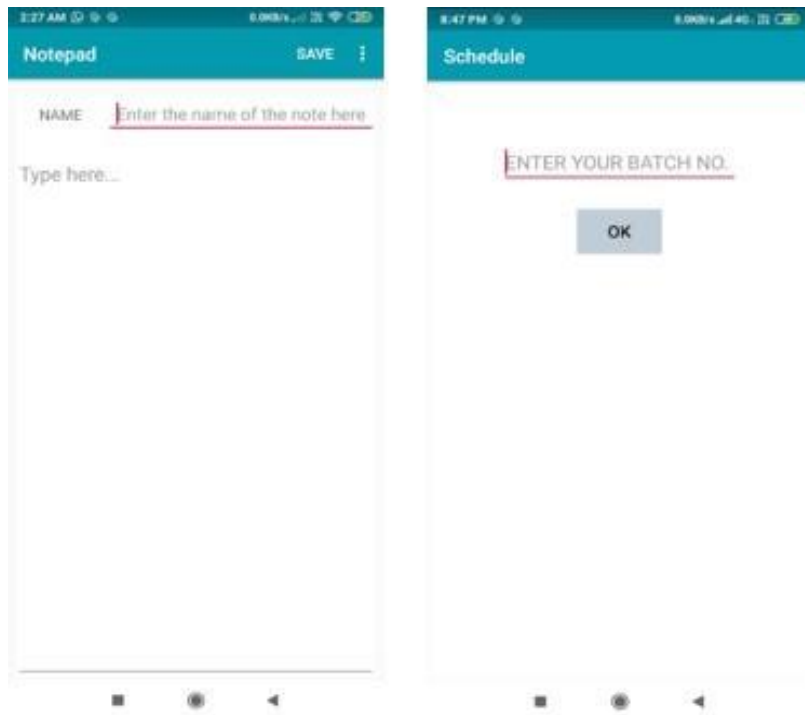 2:27 AM
Notepad SAVE
NAME Enter the name of the note here
Type here...
8:47 PM
Schedule
ENTER YOUR BATCH NO.
OK